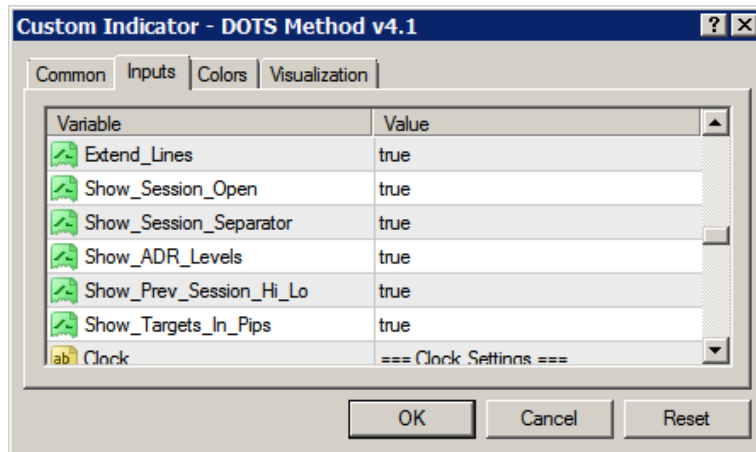 Custom Indicator - DOTS Method v4.1 ? X
Common Inputs Colors Visualization
Variable Value
Extend_Lines true
Show_Session_Open true
Show_Session_Separator true
Show_ADR_Levels true
Show_Prev_Session_Hi_Lo true
Show_Targets_In_Pips true
ab Clock === Clock Settings ===
OK Cancel Reset